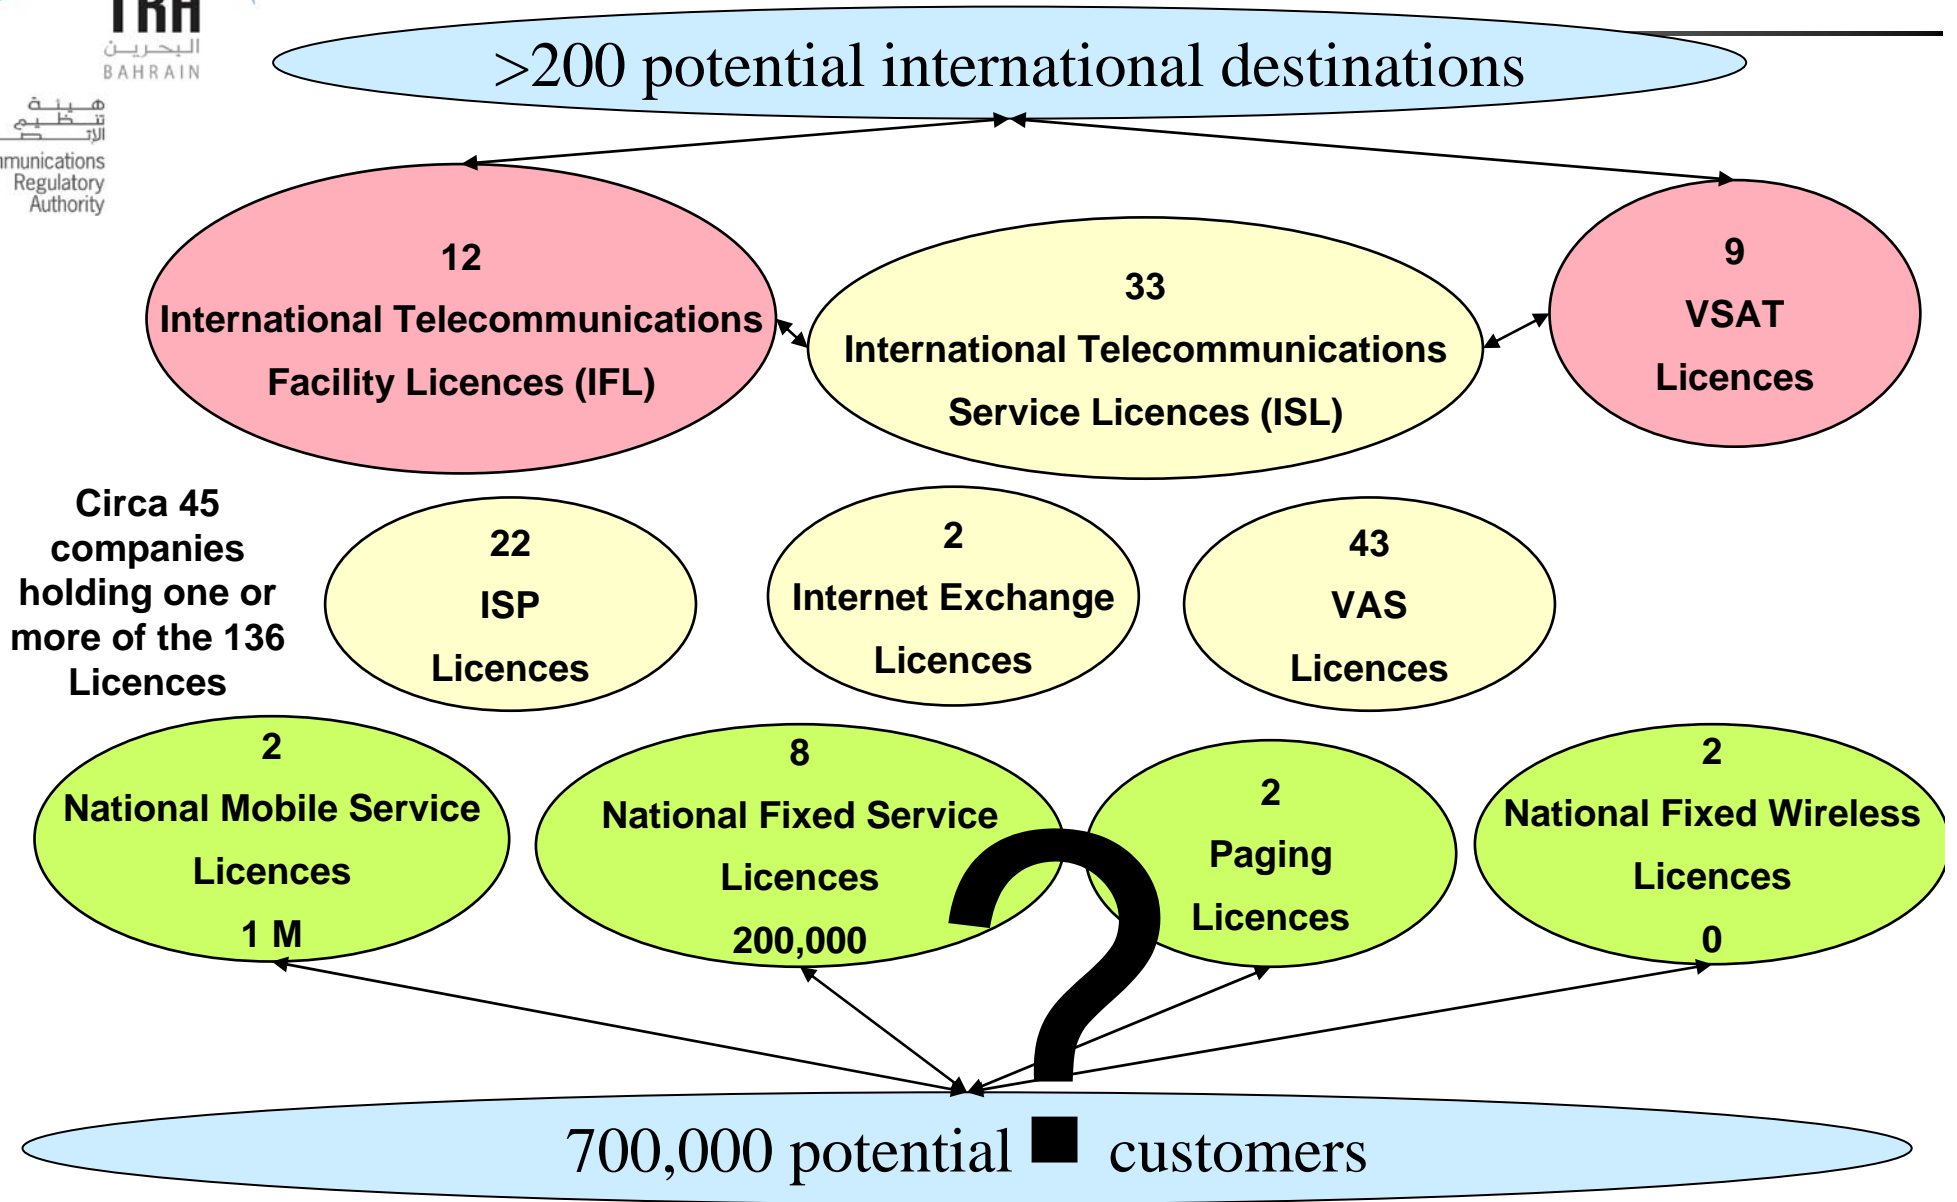 TRA
البحرين
BAHRAIN
هيئة
تنظيم
Regulatory
Authority
>200 potential international destinations
12
International Telecommunications
Facility Licences (IFL)
33
International Telecommunications
Service Licences (ISL)
9
VSAT
Licences
Circa 45
companies
holding one or
more of the 136
Licences
22
ISP
Licences
2
Internet Exchange
Licences
43
VAS
Licences
2
National Mobile Service
Licences
1 M
8
National Fixed Service
Licences
200,000
2
Paging
Licences
2
National Fixed Wireless
Licences
0
?
700,000 potential customers